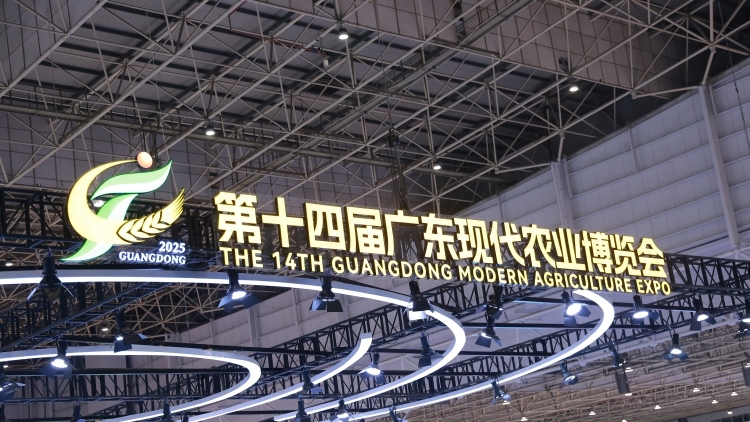 第十四届广东现代农业博览会
THE 14TH GUANGDONG MODERN AGRICULTURE EXPO
2025
GUANGDONG